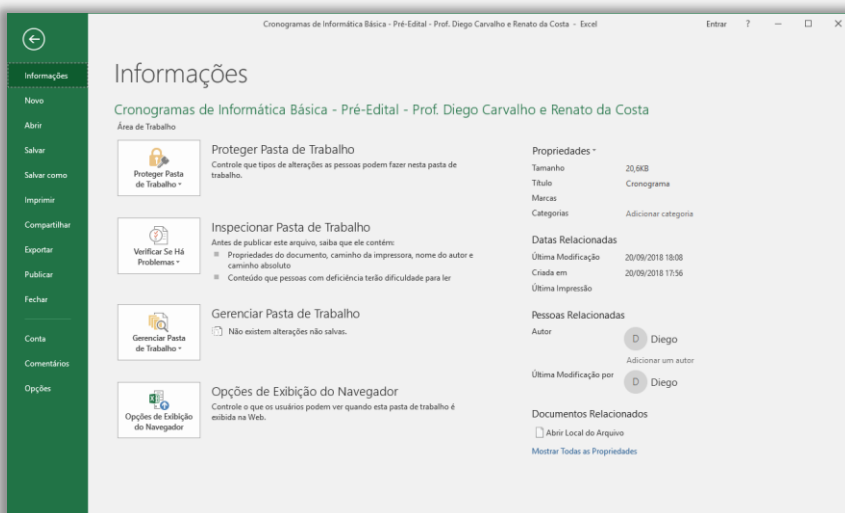 Cronogramas de Informática Básica - Pré-Edital - Prof. Diego Carvalho e Renato da Costa - Excel
Entrar ?
Informações
Novo
Abrir
Salvar
Salvar como
Imprimir
Compartilhar
Exportar
Publicar
Fechar
Conta
Comentários
Opções
Informações
Cronogramas de Informática Básica - Pré-Edital - Prof. Diego Carvalho e Renato da Costa
Área de Trabalho
Proteger Pasta
de Trabalho
Proteger Pasta de Trabalho
Controle que tipos de alterações as pessoas podem fazer nesta pasta de
trabalho.
Verificar Se Há
Problemas
Inspecionar Pasta de Trabalho
Antes de publicar este arquivo, saiba que ele contém:
Propriedades do documento, caminho da impressora, nome do autor e
caminho absoluto
Conteúdo que pessoas com deficiência terão dificuldade para ler
Gerenciar Pasta
de Trabalho
Gerenciar Pasta de Trabalho
Não existem alterações não salvas.
Opções de Exibição
do Navegador
Opções de Exibição do Navegador
Controle o que os usuários podem ver quando esta pasta de trabalho é
exibida na Web.
Propriedades
Tamanho 20,6KB
Título Cronograma
Marcas
Categorias Adicionar categoria
Datas Relacionadas
Última Modificação 20/09/2018 18:08
Criada em 20/09/2018 17:56
Última Impressão
Pessoas Relacionadas
Autor D Diego
Adicionar um autor
Última Modificação por D Diego
Documentos Relacionados
Abrir Local do Arquivo
Mostrar Todas as Propriedades